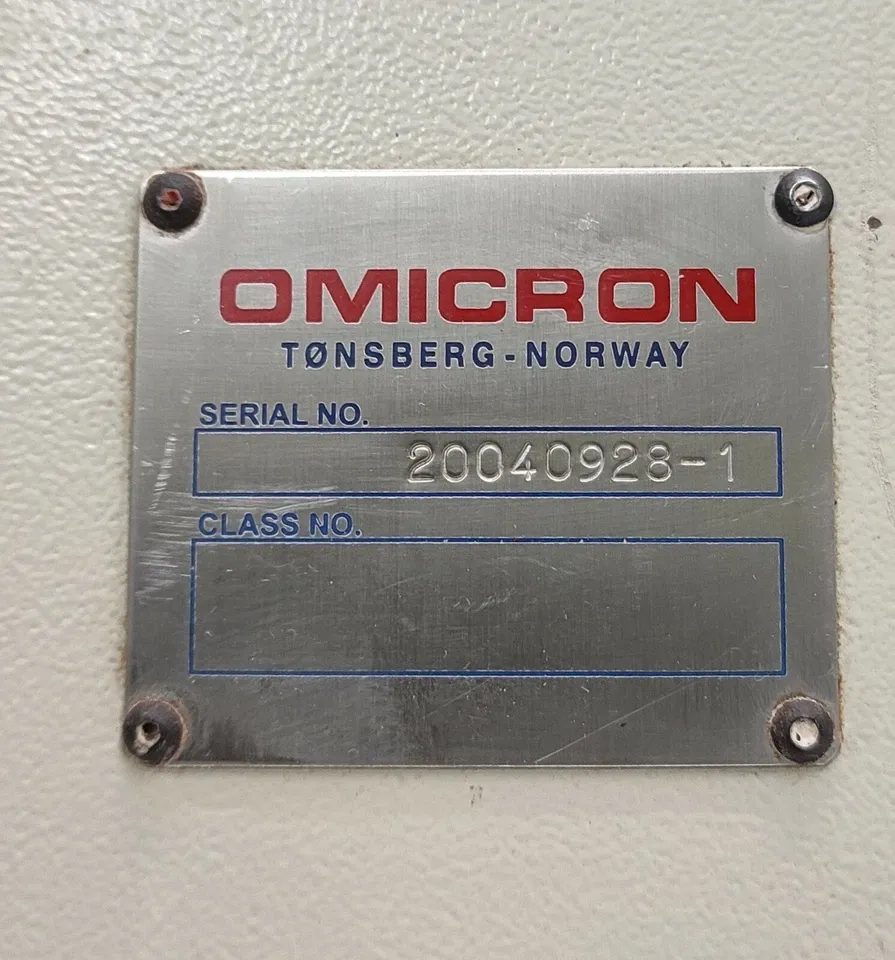 OMICRON
TØNSBERG-NORWAY
SERIAL NO.
20040928-1
CLASS NO.